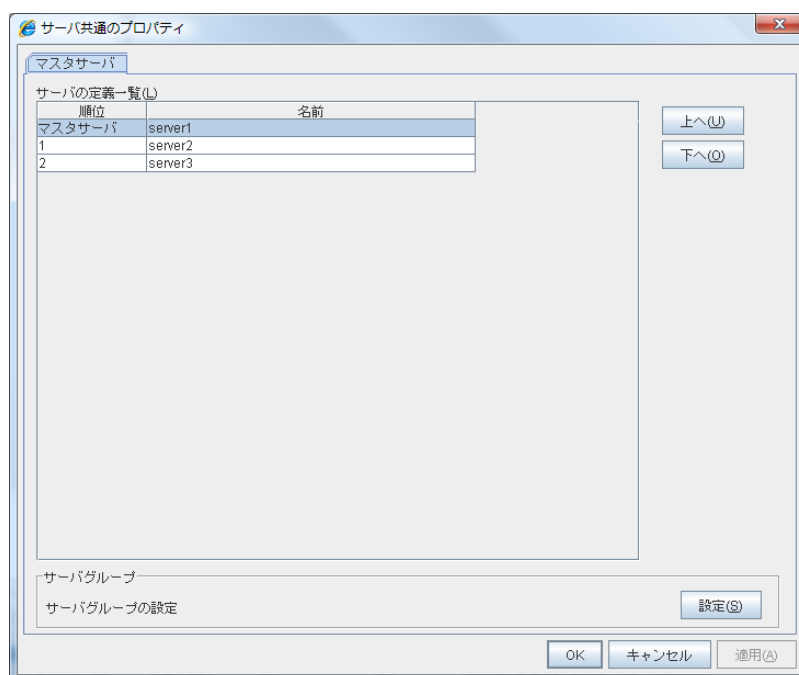 サーバ共通のプロパティ
マスタサーバ
サーバの定義一覧(L)
順位 名前
マスタサーバ server1
1 server2
2 server3
上へ(U)
下へ(O)
サーバグループ
サーバグループの設定 設定(S)
OK キャンセル 適用(A)